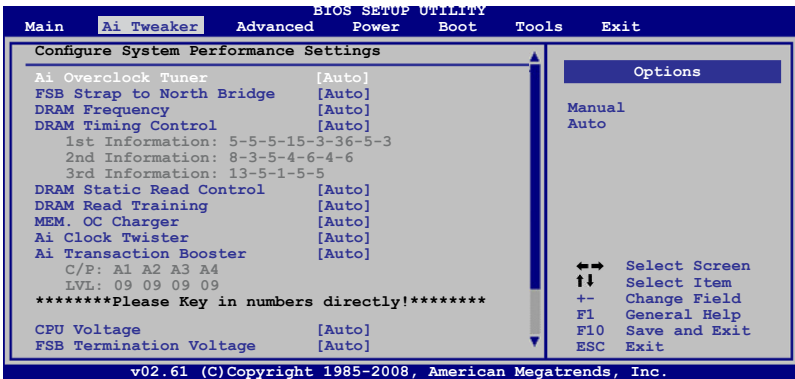 BIOS SETUP UTILITY
Main Ai Tweaker Advanced Power Boot Tools Exit
Configure System Performance Settings
Ai Overclock Tuner [Auto]
FSB Strap to North Bridge [Auto]
DRAM Frequency [Auto]
DRAM Timing Control [Auto]
1st Information: 5-5-5-15-3-36-5-3
2nd Information: 8-3-5-4-6-4-6
3rd Information: 13-5-1-5-5
DRAM Static Read Control [Auto]
DRAM Read Training [Auto]
MEM. OC Charger [Auto]
Ai Clock Twister [Auto]
Ai Transaction Booster [Auto]
C/P: A1 A2 A3 A4
LVL: 09 09 09 09
********Please Key in numbers directly!********
CPU Voltage [Auto]
FSB Termination Voltage [Auto]
Options
Manual
Auto
←→ Select Screen
↑↓ Select Item
+- Change Field
F1 General Help
F10 Save and Exit
ESC Exit
v02.61 (C)Copyright 1985-2008, American Megatrends, Inc.